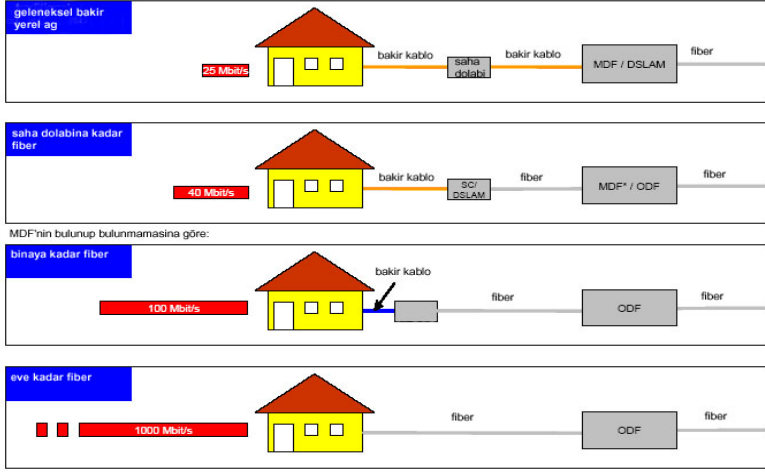 geleneksel bakir
yerel ag
25 Mbit/s
bakir kablo
saha
dolabi
bakir kablo
MDF / DSLAM
fiber
saha dolabina kadar
fiber
40 Mbit/s
bakir kablo
SC/
DSLAM
fiber
MDF* / ODF
fiber
MDF'nin bulunup bulunmamasina göre:
binaya kadar fiber
100 Mbit/s
bakir kablo
fiber
ODF
fiber
eve kadar fiber
1000 Mbit/s
fiber
ODF
fiber